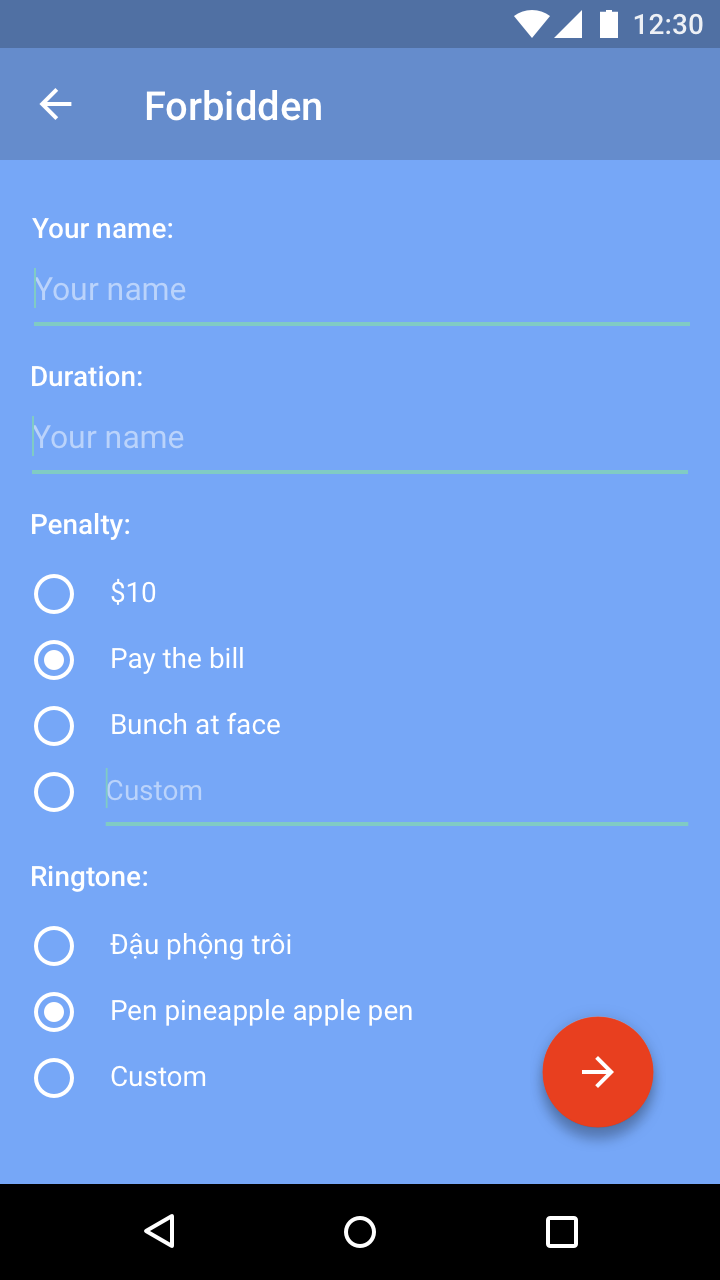 12:30
Forbidden
Your name:
Your name
Duration:
Your name
Penalty:
$10
Pay the bill
Bunch at face
Custom
Ringtone:
Đậu phộng trôi
Pen pineapple apple pen
Custom